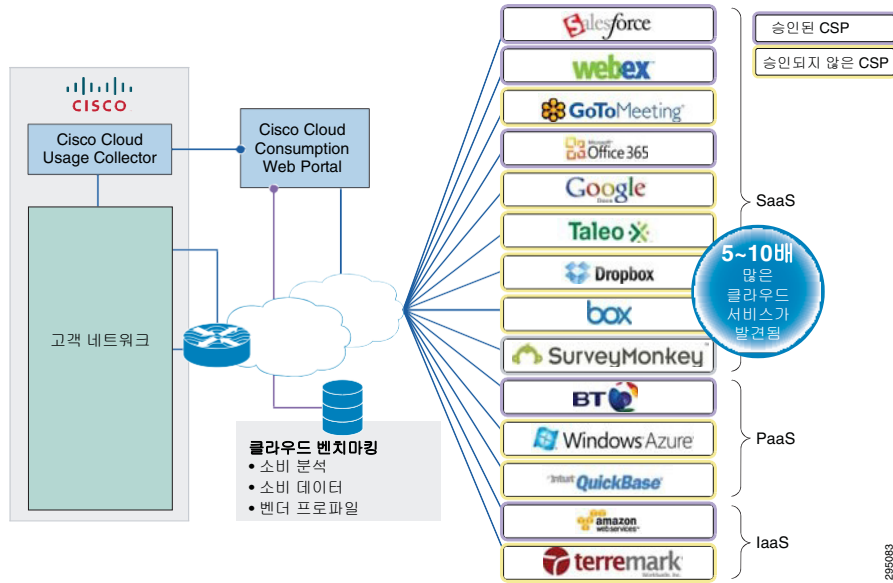 CISCO
Cisco Cloud
Usage Collector
고객 네트워크
Cisco Cloud
Consumption
Web Portal
클라우드 벤치마킹
• 소비 분석
• 소비 데이터
• 벤더 프로파일
salesforce
webex
GoToMeeting
Microsoft
Office 365
Google
Docs
Taleo
Dropbox
box
SurveyMonkey
BT
Windows Azure
Intuit QuickBase
amazon
webservices
terremark
승인된 CSP
승인되지 않은 CSP
SaaS
5~10배
많은
클라우드
서비스가
발견됨
PaaS
IaaS
295083